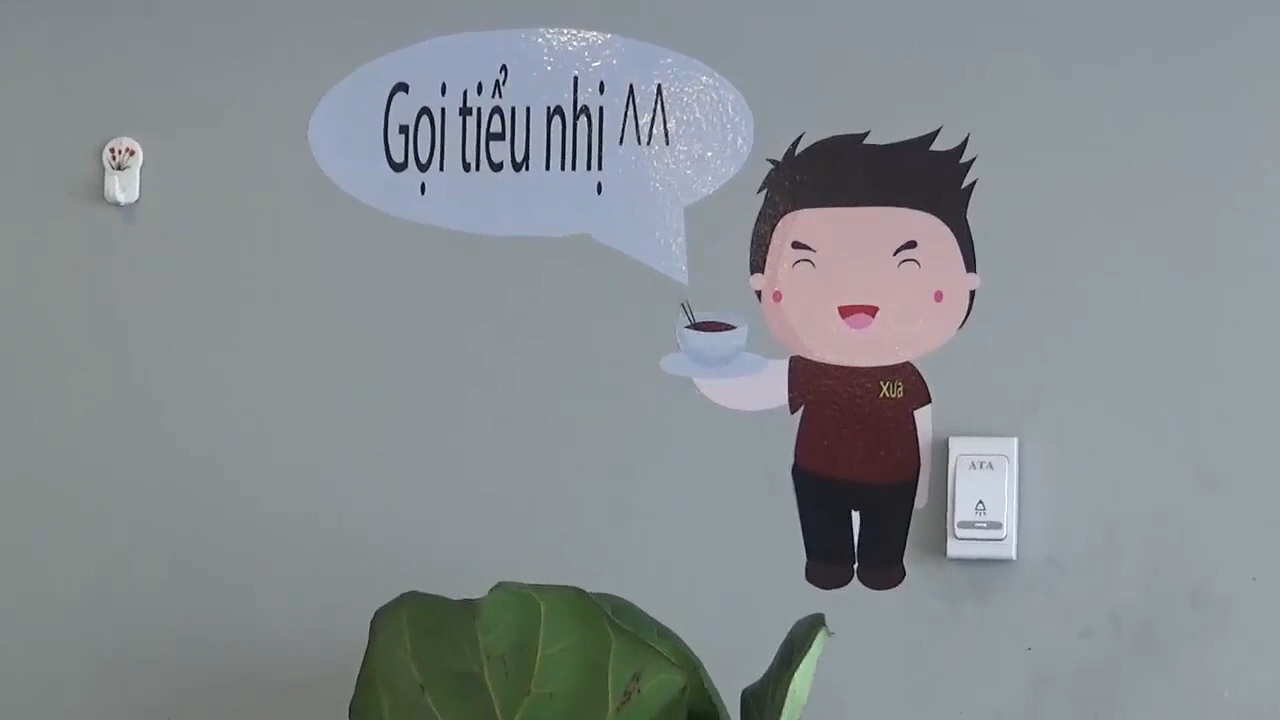 Gọi tiểu nhị ^^
Xưa
ATA